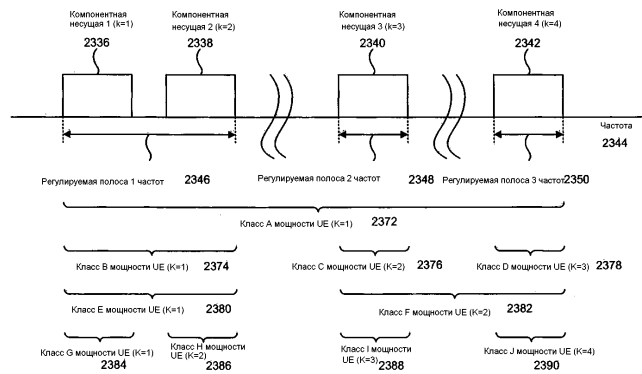 Компонентная несущая 1 (k=1)
2336
Компонентная несущая 2 (k=2)
2338
Компонентная несущая 3 (k=3)
2340
Компонентная несущая 4 (k=4)
2342
Частота
2344
Регулируемая полоса 1 частот 2346
Регулируемая полоса 2 частот 2348
Регулируемая полоса 3 частот 2350
Класс A мощности UE (K=1) 2372
Класс B мощности UE (K=1) 2374
Класс C мощности UE (K=2) 2376
Класс D мощности UE (K=3) 2378
Класс E мощности UE (K=1) 2380
Класс F мощности UE (K=2) 2382
Класс G мощности UE (K=1)
2384
Класс H мощности
UE (K=2)
2386
Класс I мощности
UE (K=3)
2388
Класс J мощности UE (K=4)
2390